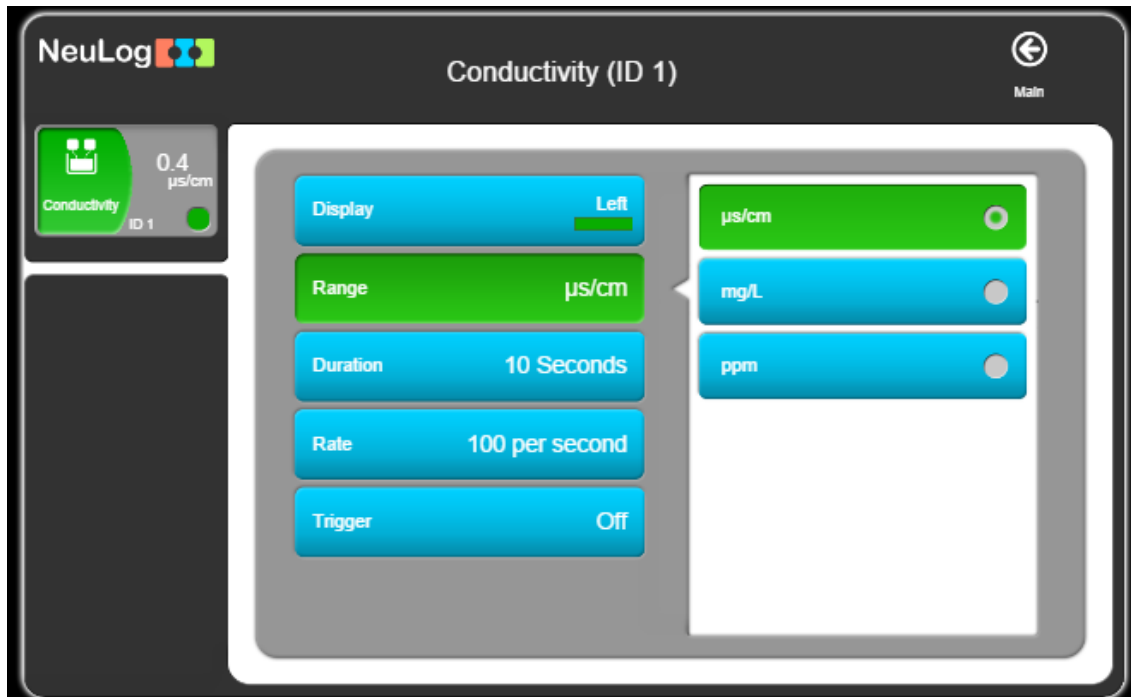 NeuLog
Conductivity (ID 1)
Main
0.4
µs/cm
Conductivity
ID 1
Display Left
Range µs/cm
Duration 10 Seconds
Rate 100 per second
Trigger Off
µs/cm
mg/L
ppm